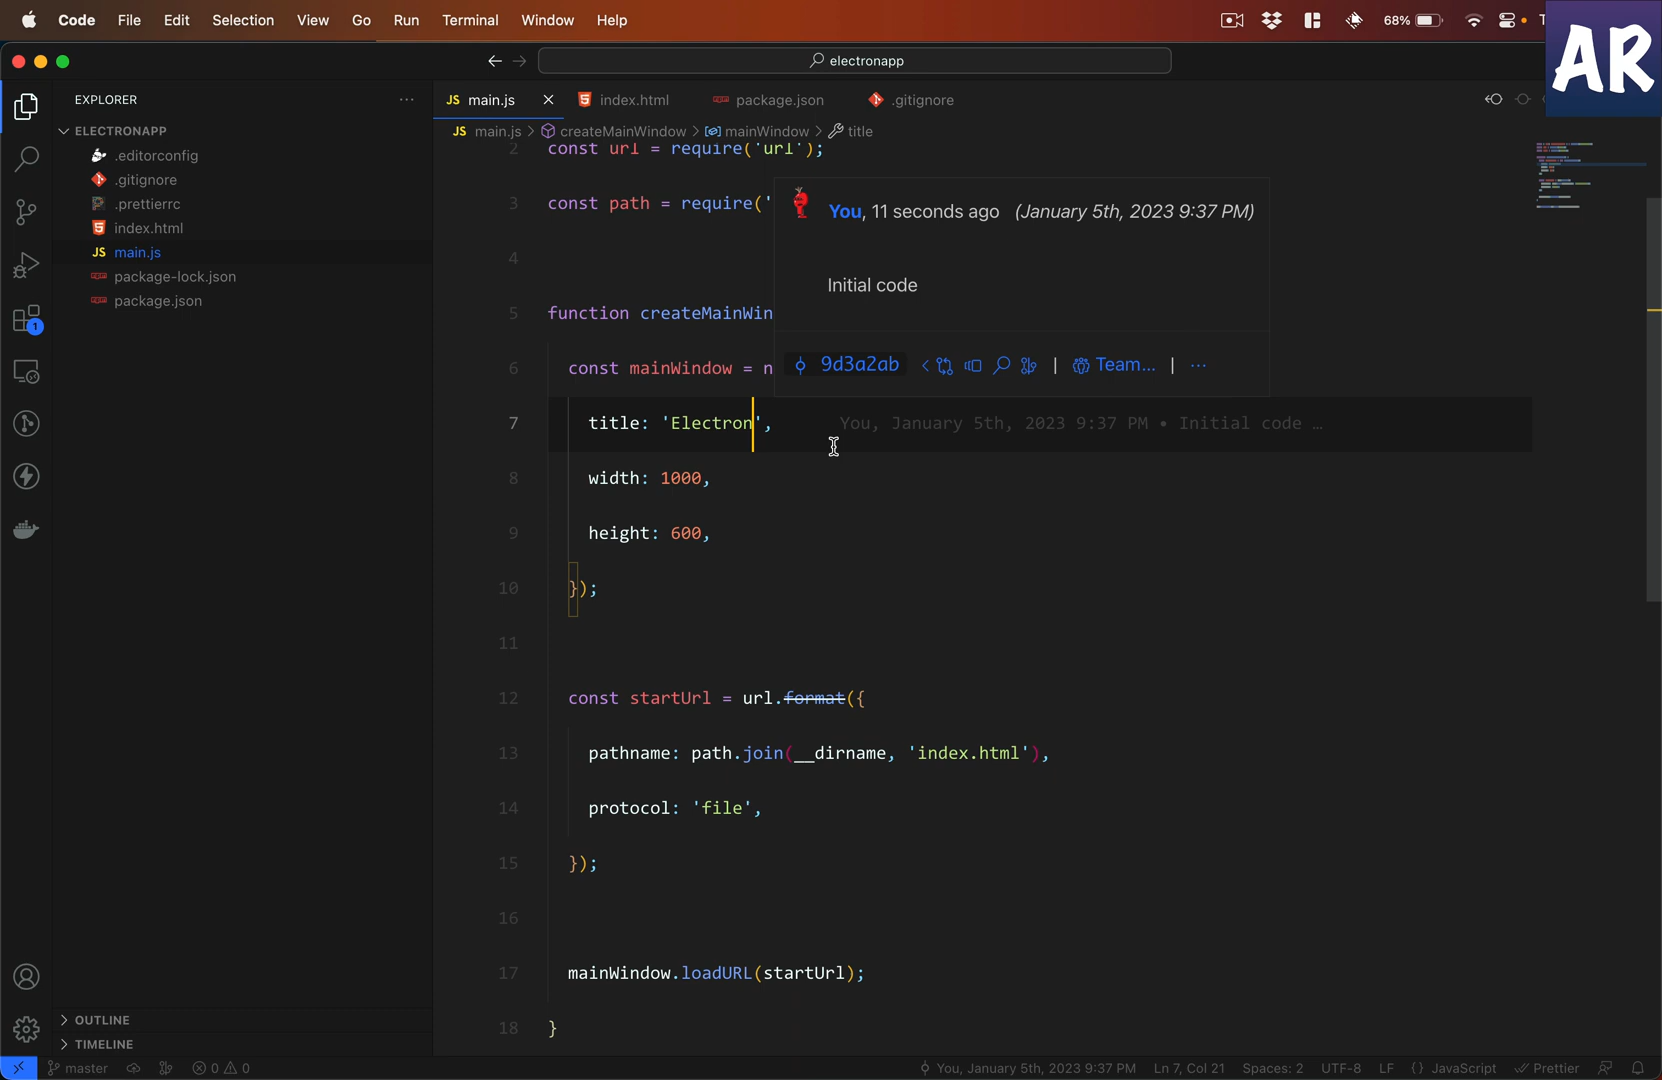 Code File Edit Selection View Go Run Terminal Window Help 68%
AR
electronapp
EXPLORER
JS main.js index.html package.json .gitignore
ELECTRONAPP
JS main.js > createMainWindow > mainWindow > title
.editorconfig
.gitignore
.prettierrc
index.html
JS main.js
package-lock.json
package.json
1
2 const url = require('url');
3 const path = require('
You, 11 seconds ago (January 5th, 2023 9:37 PM)
4
Initial code
5 function createMainWin
9d3a2ab | Team... | ...
6 const mainWindow = n
7 title: 'Electron', You, January 5th, 2023 9:37 PM • Initial code …
8 width: 1000,
9 height: 600,
10 });
11
12 const startUrl = url.format({
13 pathname: path.join(__dirname, 'index.html'),
14 protocol: 'file',
15 });
16
17 mainWindow.loadURL(startUrl);
18 }
OUTLINE
TIMELINE
master 0 0 You, January 5th, 2023 9:37 PM Ln 7, Col 21 Spaces: 2 UTF-8 LF {} JavaScript Prettier